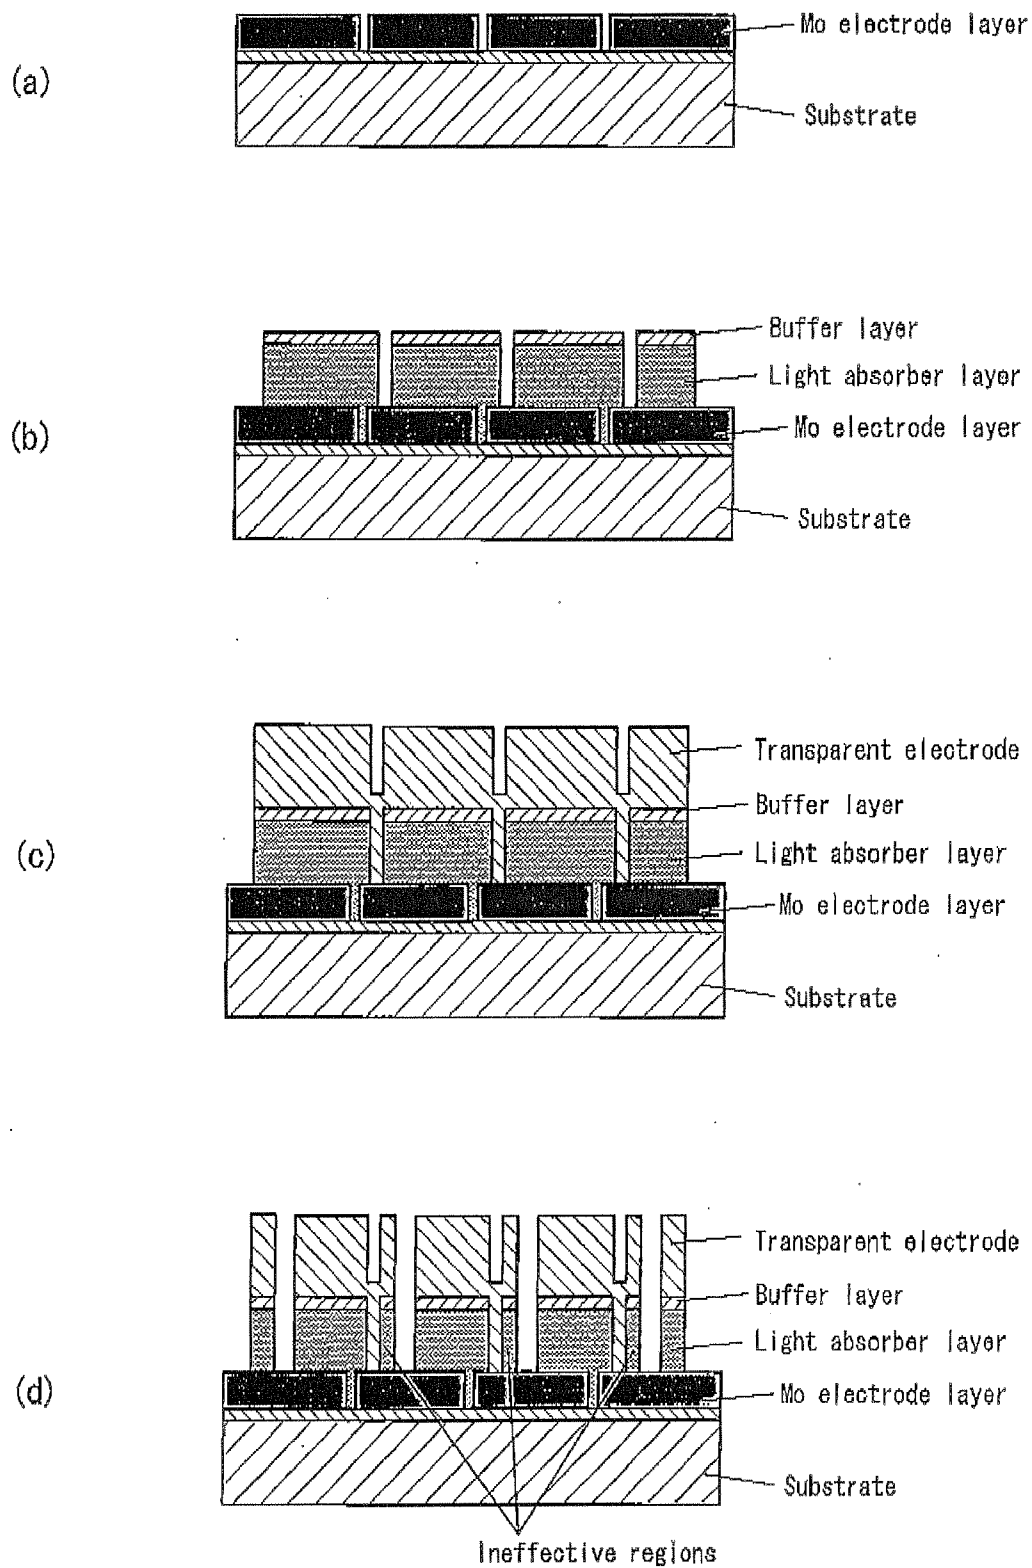 (a)
Mo electrode layer
Substrate
(b)
Buffer layer
Light absorber layer
Mo electrode layer
Substrate
(c)
Transparent electrode
Buffer layer
Light absorber layer
Mo electrode layer
Substrate
(d)
Transparent electrode
Buffer layer
Light absorber layer
Mo electrode layer
Substrate
Ineffective regions